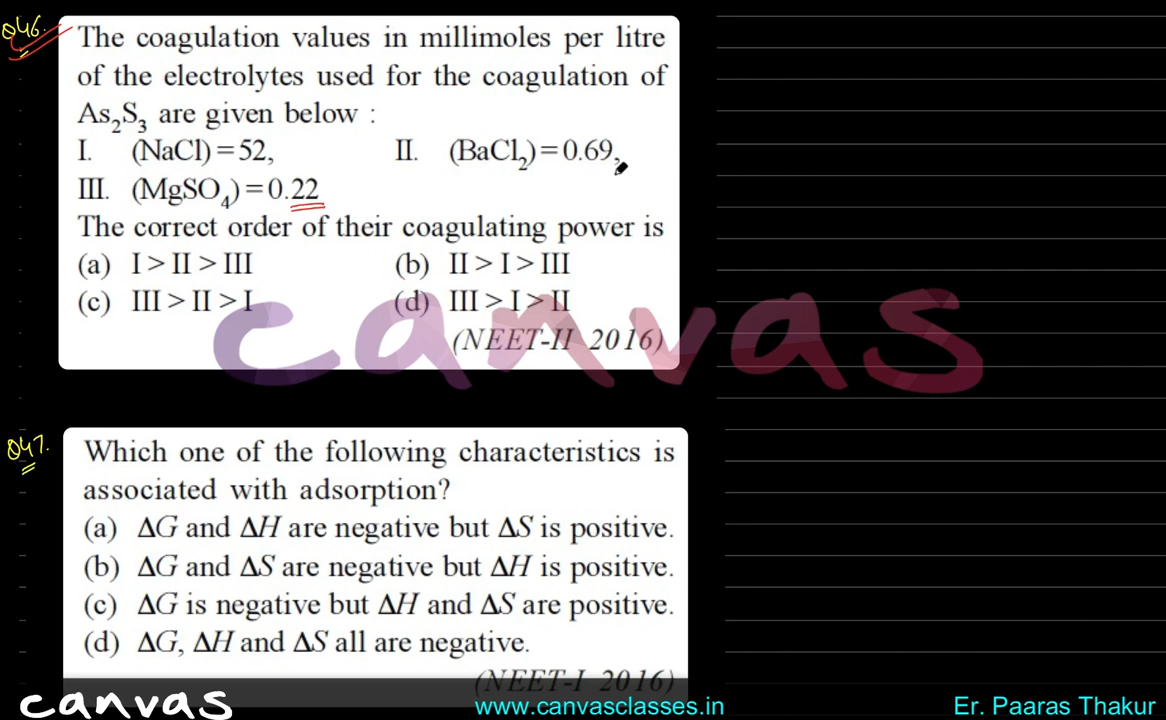 Q46.
The coagulation values in millimoles per litre
of the electrolytes used for the coagulation of
As₂S₃ are given below :
I. (NaCl) = 52, II. (BaCl₂) = 0.69,
III. (MgSO₄) = 0.22
The correct order of their coagulating power is
(a) I > II > III (b) II > I > III
(c) III > II > I (d) III > I > II
(NEET-II 2016)
canvas
Q47.
Which one of the following characteristics is
associated with adsorption?
(a) ΔG and ΔH are negative but ΔS is positive.
(b) ΔG and ΔS are negative but ΔH is positive.
(c) ΔG is negative but ΔH and ΔS are positive.
(d) ΔG, ΔH and ΔS all are negative.
(NEET-I 2016)
canvas www.canvasclasses.in Er. Paaras Thakur